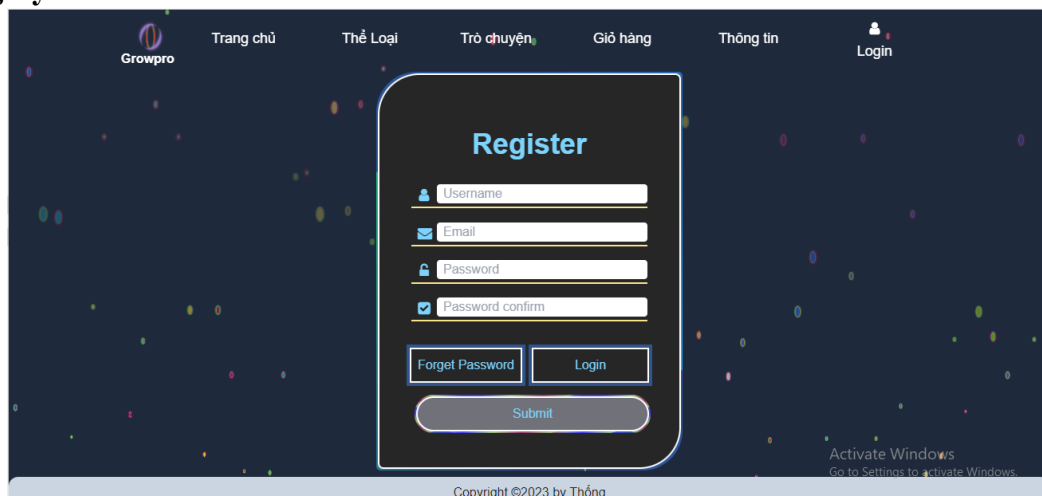 Trang chủ Thể Loại Trò chuyện Giỏ hàng Thông tin Login
Growpro
Register
Username
Email
Password
Password confirm
Forget Password Login
Submit
Activate Windows
Go to Settings to activate Windows.
Copyright ©2023 by Thống